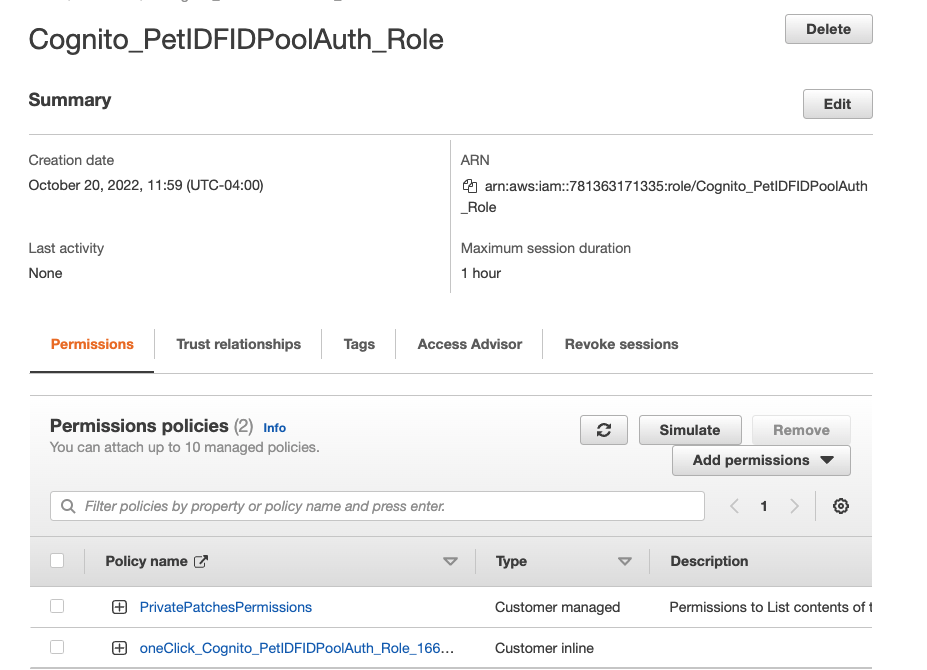 Cognito_PetIDFIDPoolAuth_Role
Delete
Summary
Edit
Creation date
October 20, 2022, 11:59 (UTC-04:00)
ARN
arn:aws:iam::781363171335:role/Cognito_PetIDFIDPoolAuth
_Role
Last activity
None
Maximum session duration
1 hour
Permissions
Trust relationships
Tags
Access Advisor
Revoke sessions
Permissions policies (2) Info
You can attach up to 10 managed policies.
Simulate
Remove
Add permissions
Filter policies by property or policy name and press enter.
1
Policy name
Type
Description
PrivatePatchesPermissions
Customer managed
Permissions to List contents of t
oneClick_Cognito_PetIDFIDPoolAuth_Role_166...
Customer inline